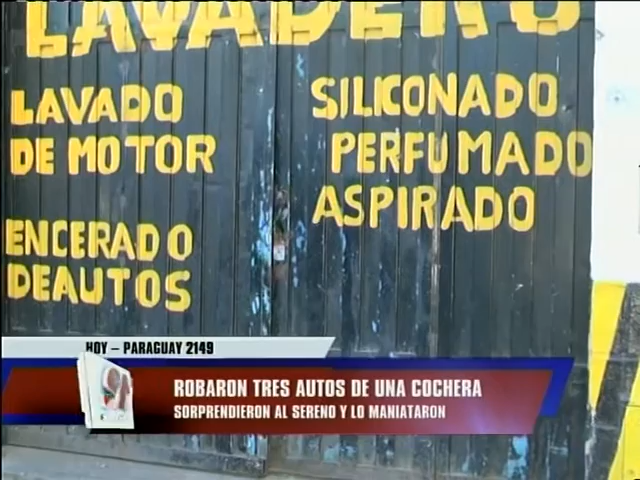 LAVADERO
LAVADO
DE MOTOR
ENCERADO
DEAUTOS
SILICONADO
PERFUMADO
ASPIRADO
HOY – PARAGUAY 2149
ROBARON TRES AUTOS DE UNA COCHERA
SORPRENDIERON AL SERENO Y LO MANIATARON